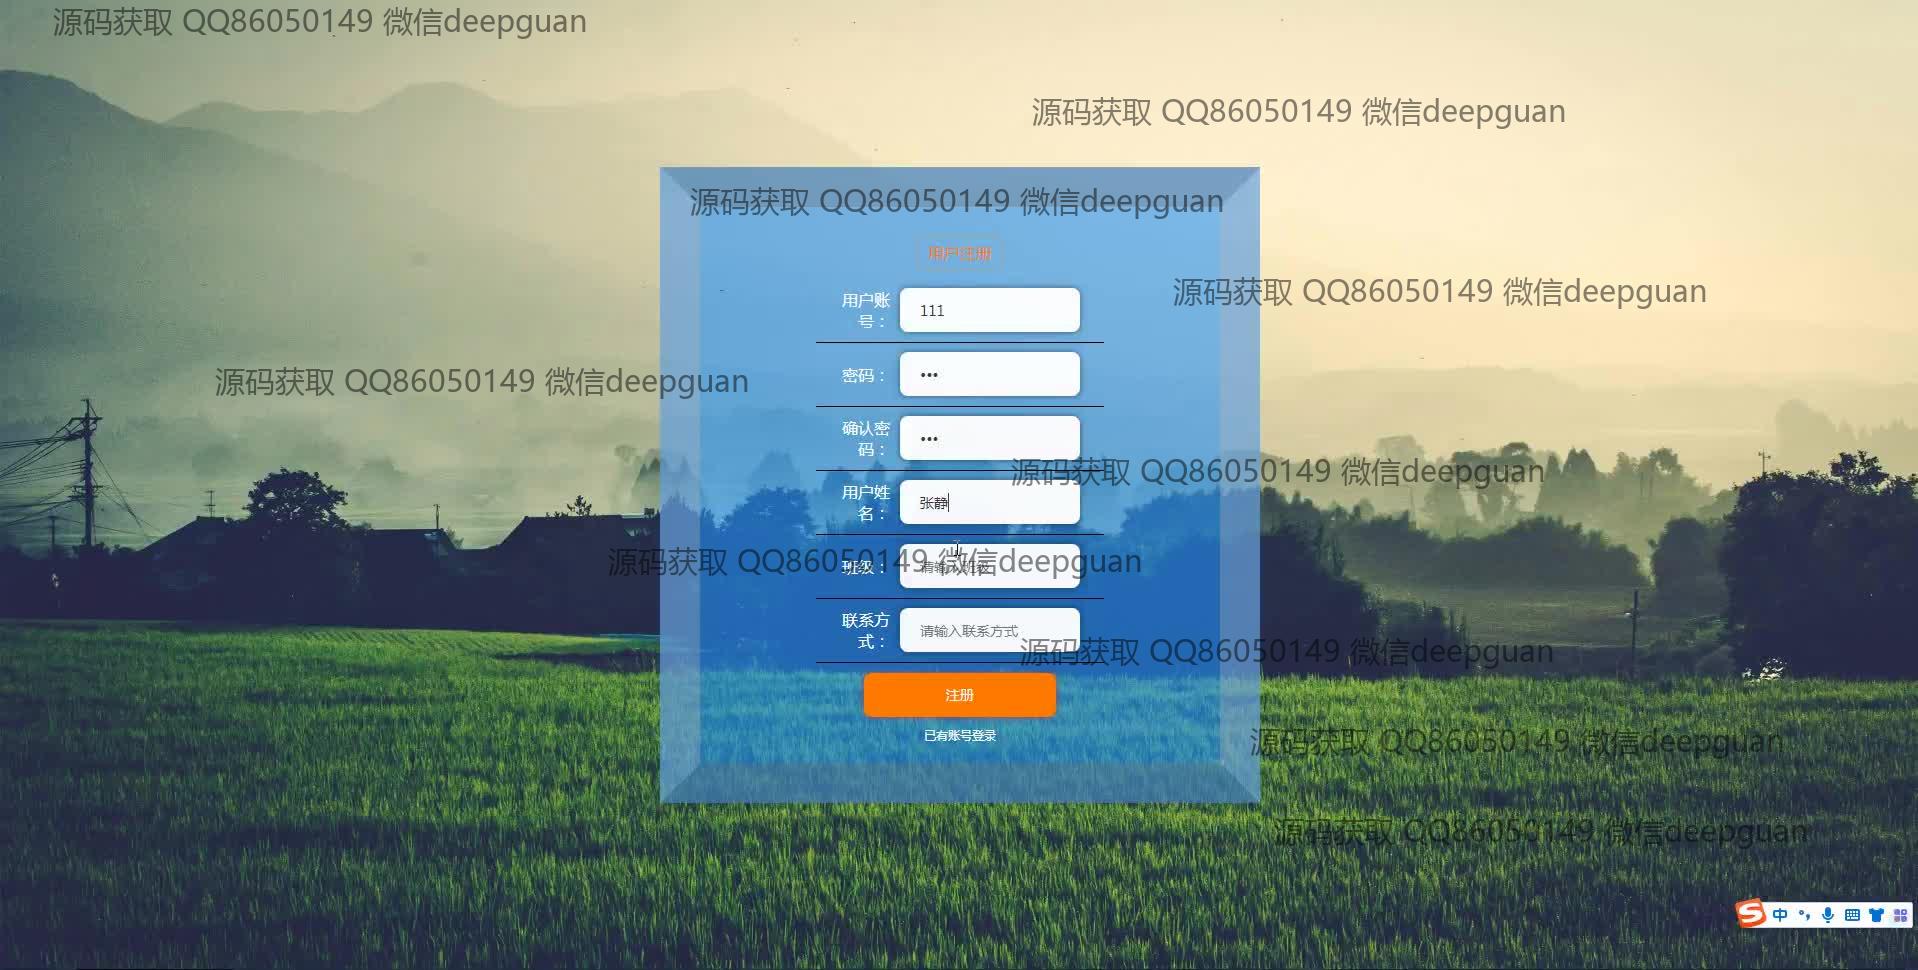 源码获取 QQ86050149 微信deepguan
源码获取 QQ86050149 微信deepguan
源码获取 QQ86050149 微信deepguan
用户注册
源码获取 QQ86050149 微信deepguan
用户账
号：
111
密码：
•••
源码获取 QQ86050149 微信deepguan
确认密
码：
•••
源码获取 QQ86050149 微信deepguan
用户姓
名：
张静
源码获取 QQ86050149 微信deepguan
班级：
请输入班级
联系方
式：
请输入联系方式
源码获取 QQ86050149 微信deepguan
注册
已有账号登录
源码获取 QQ86050149 微信deepguan
源码获取 QQ86050149 微信deepguan
中